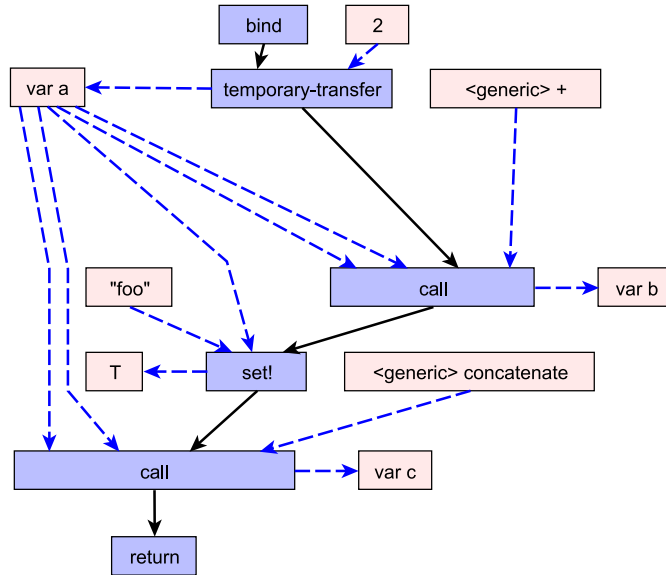 bind
2
var a
temporary-transfer
<generic> +
"foo"
call
var b
T
set!
<generic> concatenate
call
var c
return